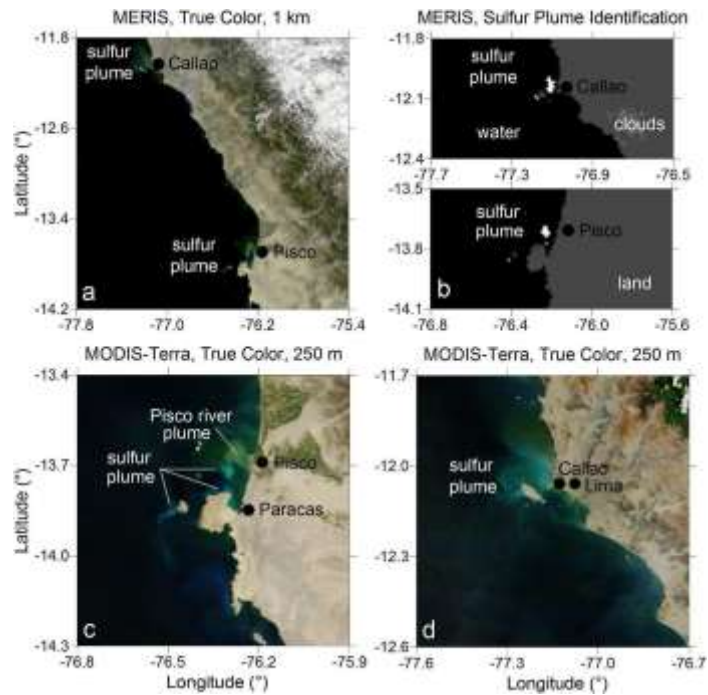 MERIS, True Color, 1 km
-11.8
-12.6
-13.4
-14.2
Latitude (°)
sulfur
plume
Callao
sulfur
plume
Pisco
a
-77.8 -77.0 -76.2 -75.4
MERIS, Sulfur Plume Identification
-11.8
-12.1
-12.4
sulfur
plume
Callao
clouds
water
-77.7 -77.3 -76.9 -76.5
-13.5
-13.8
-14.1
sulfur
plume
Pisco
b
land
-76.8 -76.4 -76.0 -75.6
MODIS-Terra, True Color, 250 m
-13.4
-13.7
-14.0
-14.3
Latitude (°)
Pisco river
plume
sulfur
plume
Pisco
Paracas
c
-76.8 -76.5 -76.2 -75.9
Longitude (°)
MODIS-Terra, True Color, 250 m
-11.7
-12.0
-12.3
-12.6
sulfur
plume
Callao
Lima
d
-77.6 -77.3 -77.0 -76.7
Longitude (°)